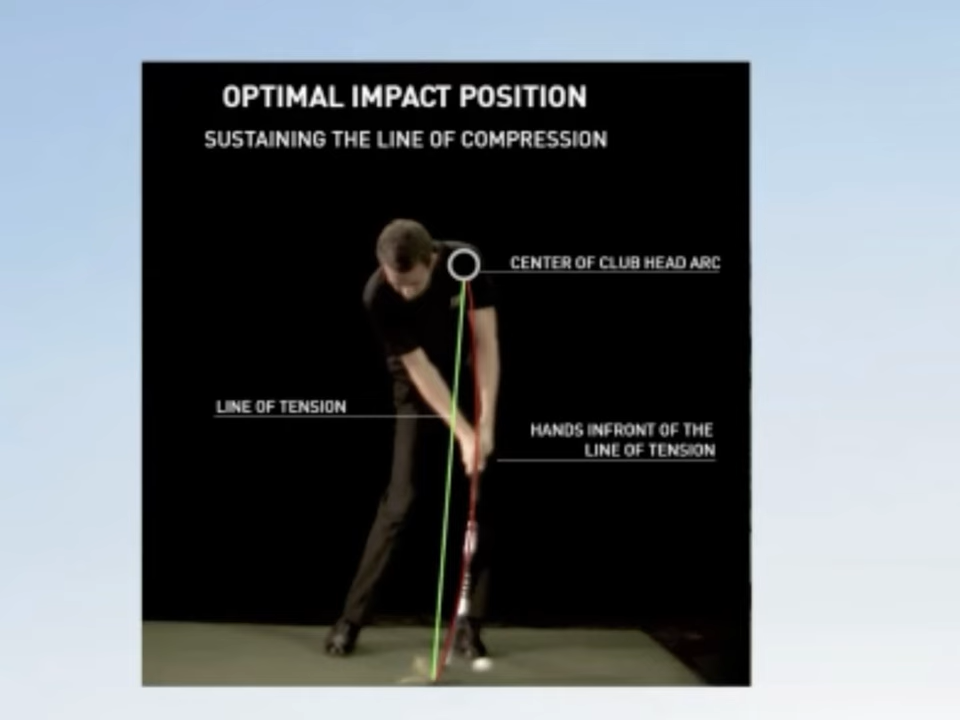 OPTIMAL IMPACT POSITION
SUSTAINING THE LINE OF COMPRESSION
CENTER OF CLUB HEAD ARC
LINE OF TENSION
HANDS INFRONT OF THE
LINE OF TENSION